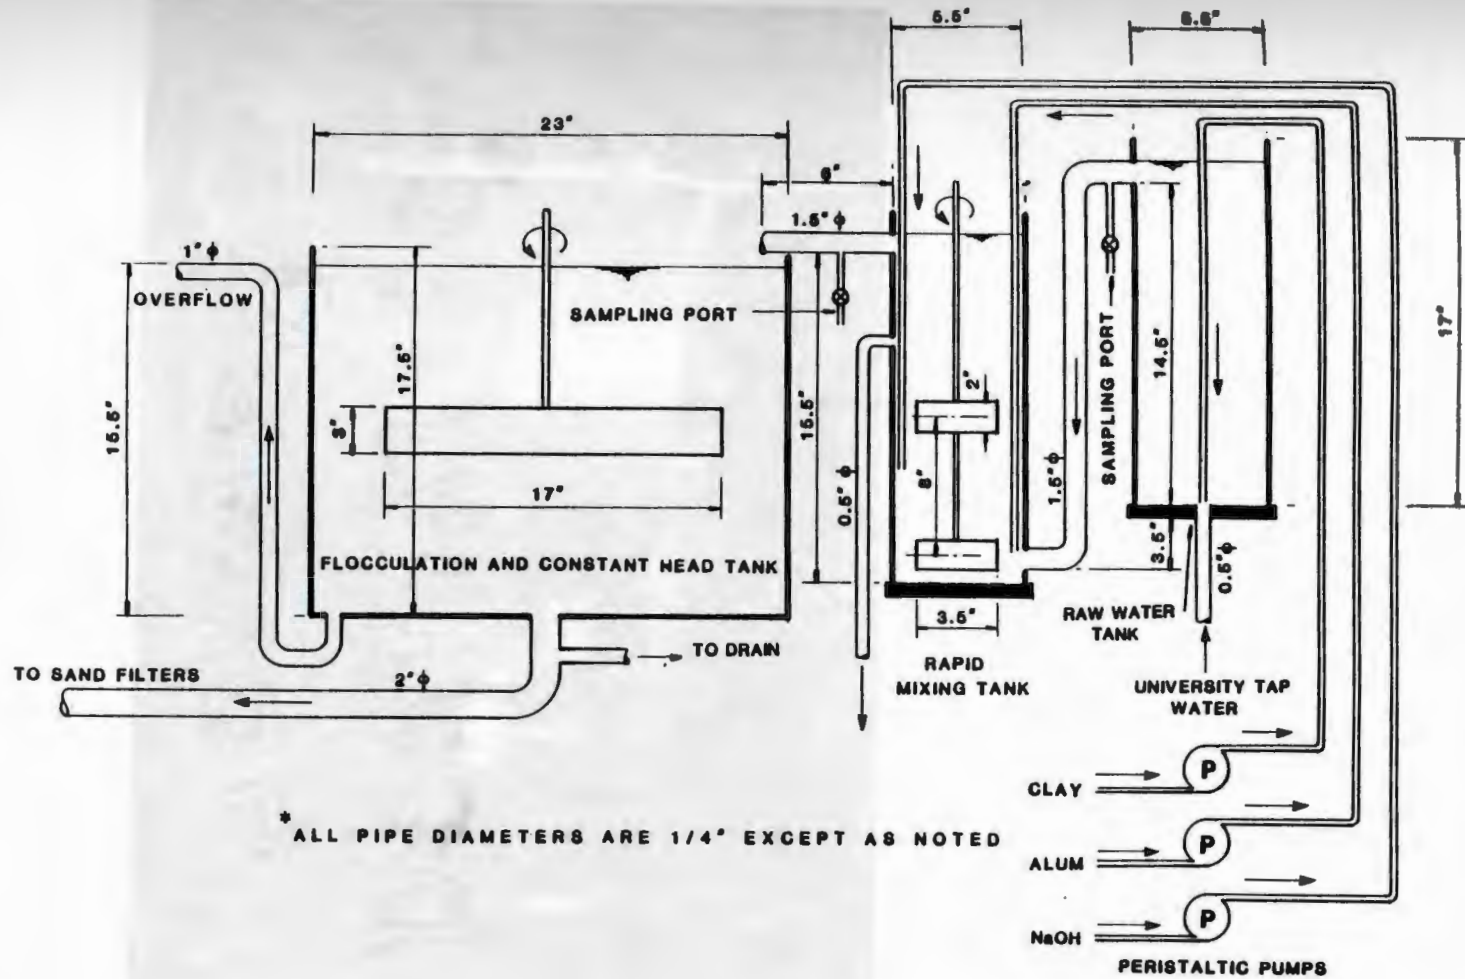 5.5"
5.5"
23"
6"
1.5" ϕ
1" ϕ
OVERFLOW
SAMPLING PORT
17.5"
15.5"
3"
17"
FLOCCULATION AND CONSTANT HEAD TANK
15.5"
0.5" ϕ
2"
8"
3.5"
1.5" ϕ
SAMPLING PORT
14.5"
3.5"
0.5" ϕ
17"
TO SAND FILTERS
2" ϕ
TO DRAIN
RAPID
MIXING TANK
RAW WATER
TANK
UNIVERSITY TAP
WATER
CLAY
P
ALUM
P
NaOH
P
PERISTALTIC PUMPS
*ALL PIPE DIAMETERS ARE 1/4" EXCEPT AS NOTED